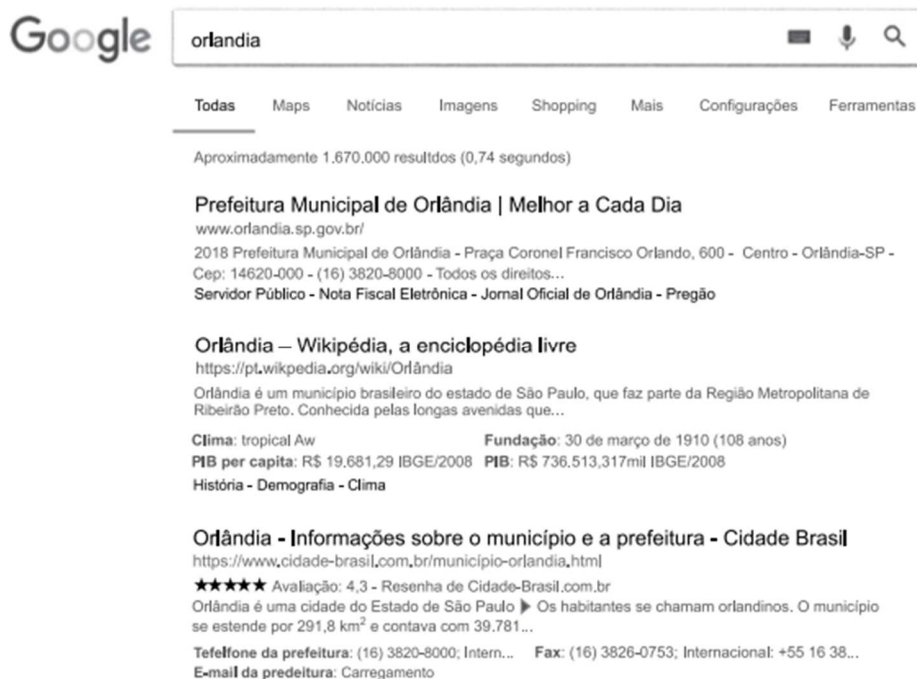 Google
orlandia
Todas Maps Notícias Imagens Shopping Mais Configurações Ferramentas
Aproximadamente 1.670.000 resultdos (0,74 segundos)
Prefeitura Municipal de Orlândia | Melhor a Cada Dia
www.orlandia.sp.gov.br/
2018 Prefeitura Municipal de Orlândia - Praça Coronel Francisco Orlando, 600 - Centro - Orlândia-SP -
Cep: 14620-000 - (16) 3820-8000 - Todos os direitos...
Servidor Público - Nota Fiscal Eletrônica - Jornal Oficial de Orlândia - Pregão
Orlândia – Wikipédia, a enciclopédia livre
https://pt.wikpedia.org/wiki/Orlândia
Orlândia é um município brasileiro do estado de São Paulo, que faz parte da Região Metropolitana de
Ribeirão Preto. Conhecida pelas longas avenidas que...
Clima: tropical Aw Fundação: 30 de março de 1910 (108 anos)
PIB per capita: R$ 19.681,29 IBGE/2008 PIB: R$ 736.513,317mil IBGE/2008
História - Demografia - Clima
Orlândia - Informações sobre o município e a prefeitura - Cidade Brasil
https://www.cidade-brasil.com.br/município-orlandia.html
★★★★★ Avaliação: 4,3 - Resenha de Cidade-Brasil.com.br
Orlândia é uma cidade do Estado de São Paulo ▶ Os habitantes se chamam orlandinos. O município
se estende por 291,8 km² e contava com 39.781...
Tefelfone da prefeitura: (16) 3820-8000; Intern... Fax: (16) 3826-0753; Internacional: +55 16 38...
E-mail da predeitura: Carregamento